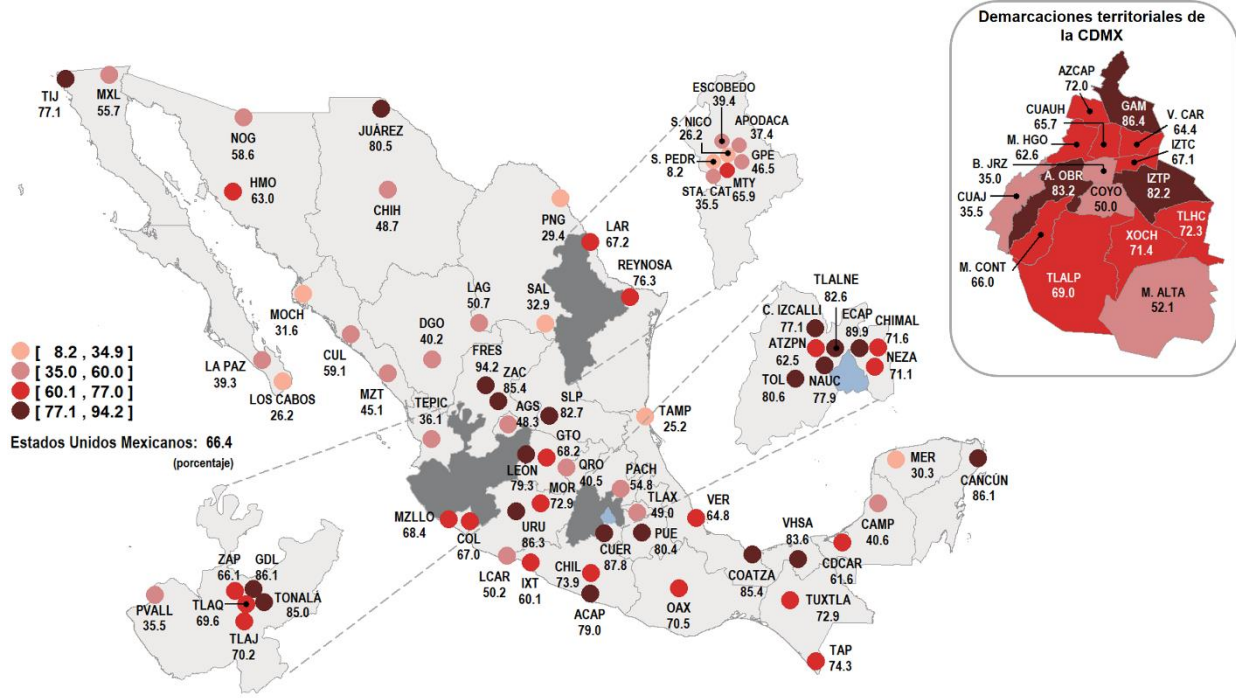 Demarcaciones territoriales de
la CDMX
AZCAP
72.0
GAM
86.4
CUAUH
65.7
V. CAR
64.4
M. HGO
62.6
IZTC
67.1
B. JRZ
35.0
A. OBR
83.2
IZTP
82.2
COYO
50.0
CUAJ
35.5
TLHC
72.3
XOCH
71.4
M. CONT
66.0
TLALP
69.0
M. ALTA
52.1
TIJ
77.1
MXL
55.7
NOG
58.6
JUÁREZ
80.5
HMO
63.0
CHIH
48.7
PNG
29.4
LAR
67.2
REYNOSA
76.3
ESCOBEDO
39.4
S. NICO
26.2
APODACA
37.4
S. PEDR
8.2
GPE
46.5
STA. CAT
35.5
MTY
65.9
MOCH
31.6
LAG
50.7
SAL
32.9
DGO
40.2
CUL
59.1
LA PAZ
39.3
LOS CABOS
26.2
MZT
45.1
FRES
94.2
ZAC
85.4
TEPIC
36.1
AGS
48.3
SLP
82.7
TAMP
25.2
TLALNE
82.6
C. IZCALLI
77.1
ECAP
89.9
CHIMAL
71.6
ATZPN
62.5
NEZA
71.1
TOL
80.6
NAUC
77.9
[ 8.2 , 34.9 ]
[ 35.0 , 60.0 ]
[ 60.1 , 77.0 ]
[ 77.1 , 94.2 ]
Estados Unidos Mexicanos: 66.4
(porcentaje)
GTO
68.2
LEÓN
79.3
QRO
40.5
PACH
54.8
MOR
72.9
TLAX
49.0
VER
64.8
MER
30.3
CANCÚN
86.1
MZLLO
68.4
COL
67.0
URU
86.3
CUER
87.8
PUE
80.4
VHSA
83.6
CAMP
40.6
CDCAR
61.6
LCAR
50.2
IXT
60.1
CHIL
73.9
ACAP
79.0
OAX
70.5
COATZA
85.4
TUXTLA
72.9
TAP
74.3
ZAP
66.1
GDL
86.1
PVALL
35.5
TLAQ
69.6
TONALÁ
85.0
TLAJ
70.2